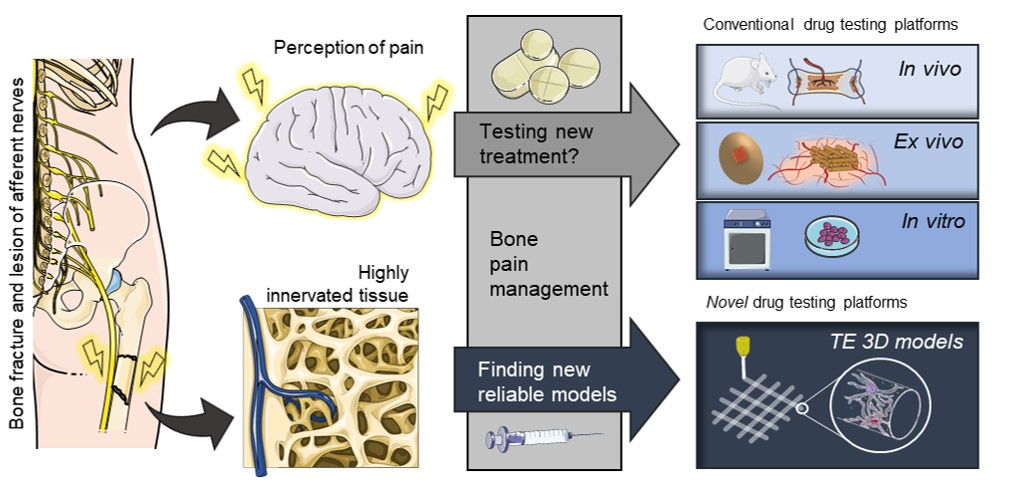 Bone fracture and lesion of afferent nerves
Perception of pain
Highly
innervated tissue
Testing new
treatment?
Bone
pain
management
Finding new
reliable models
Conventional drug testing platforms
In vivo
Ex vivo
In vitro
Novel drug testing platforms
TE 3D models